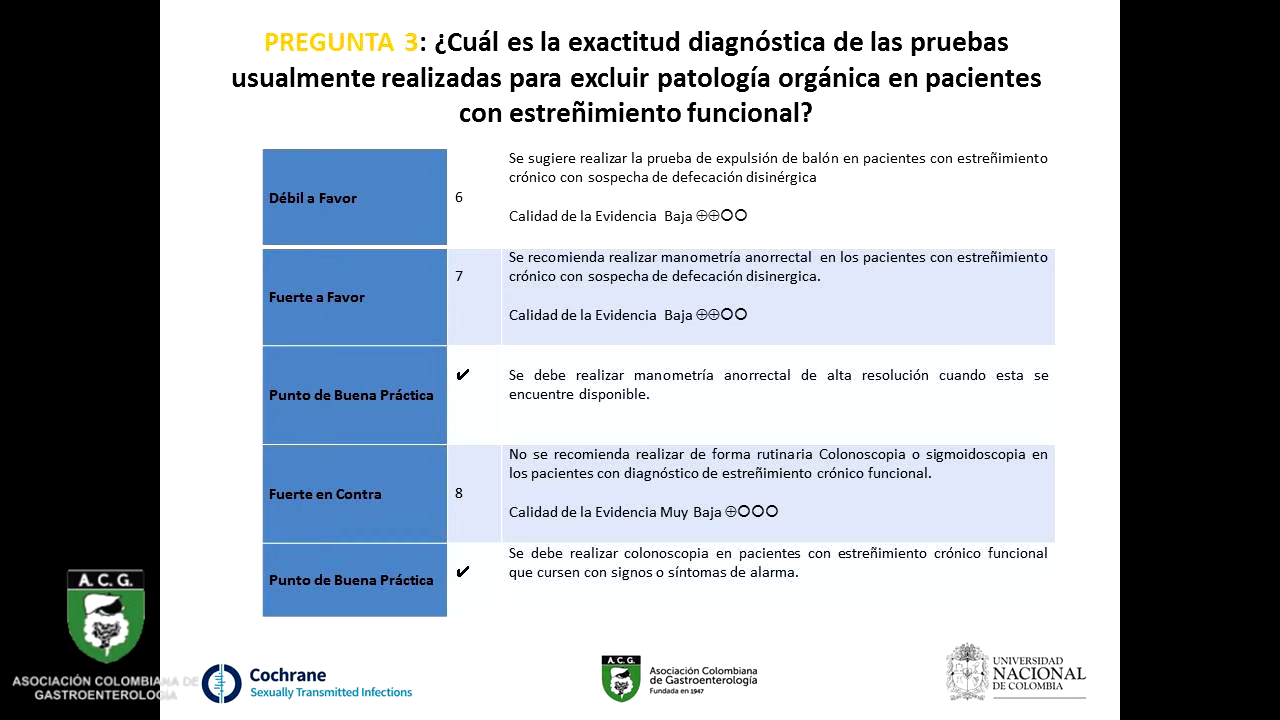 PREGUNTA 3: ¿Cuál es la exactitud diagnóstica de las pruebas
usualmente realizadas para excluir patología orgánica en pacientes
con estreñimiento funcional?
Débil a Favor
6
Se sugiere realizar la prueba de expulsión de balón en pacientes con estreñimiento
crónico con sospecha de defecación disinérgica
Calidad de la Evidencia Baja ⊕⊕〇〇
Fuerte a Favor
7
Se recomienda realizar manometría anorrectal en los pacientes con estreñimiento
crónico con sospecha de defecación disinergica.
Calidad de la Evidencia Baja ⊕⊕〇〇
Punto de Buena Práctica
✔
Se debe realizar manometría anorrectal de alta resolución cuando esta se
encuentre disponible.
Fuerte en Contra
8
No se recomienda realizar de forma rutinaria Colonoscopia o sigmoidoscopia en
los pacientes con diagnóstico de estreñimiento crónico funcional.
Calidad de la Evidencia Muy Baja ⊕〇〇〇
Punto de Buena Práctica
✔
Se debe realizar colonoscopia en pacientes con estreñimiento crónico funcional
que cursen con signos o síntomas de alarma.
A. C. G.
ASOCIACIÓN COLOMBIANA DE
GASTROENTEROLOGÍA
Cochrane
Sexually Transmitted Infections
A. C. G.
Asociación Colombiana
de Gastroenterología
Fundada en 1947
UNIVERSIDAD
NACIONAL
DE COLOMBIA